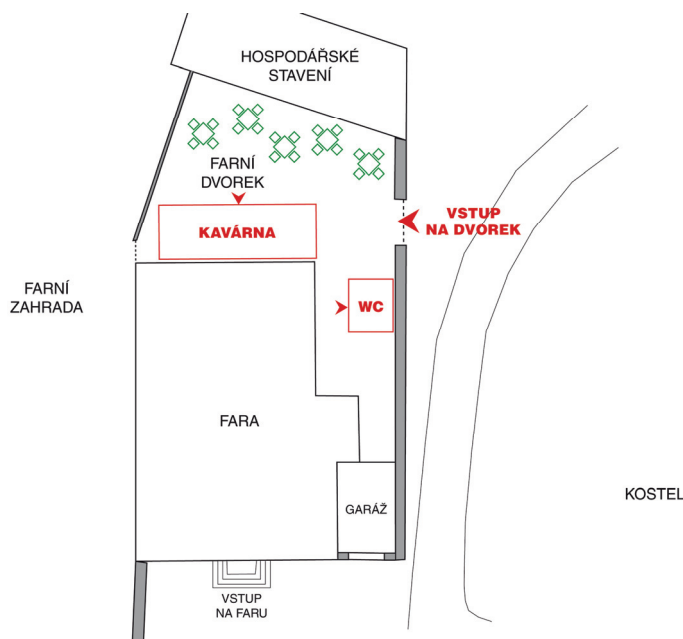 HOSPODÁŘSKÉ
STAVENÍ
FARNÍ
DVOREK
KAVÁRNA
VSTUP
NA DVOREK
FARNÍ
ZAHRADA
WC
FARA
GARÁŽ
KOSTEL
VSTUP
NA FARU